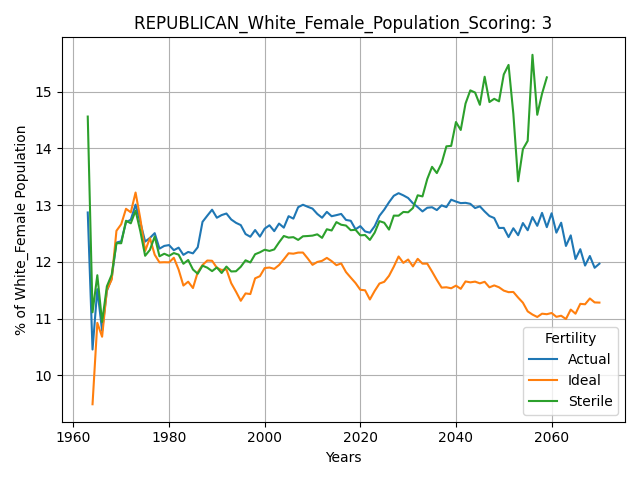 REPUBLICAN_White_Female_Population_Scoring: 3
% of White_Female Population
15
14
13
12
11
10
1960
1980
2000
2020
2040
2060
Years
Fertility
Actual
Ideal
Sterile